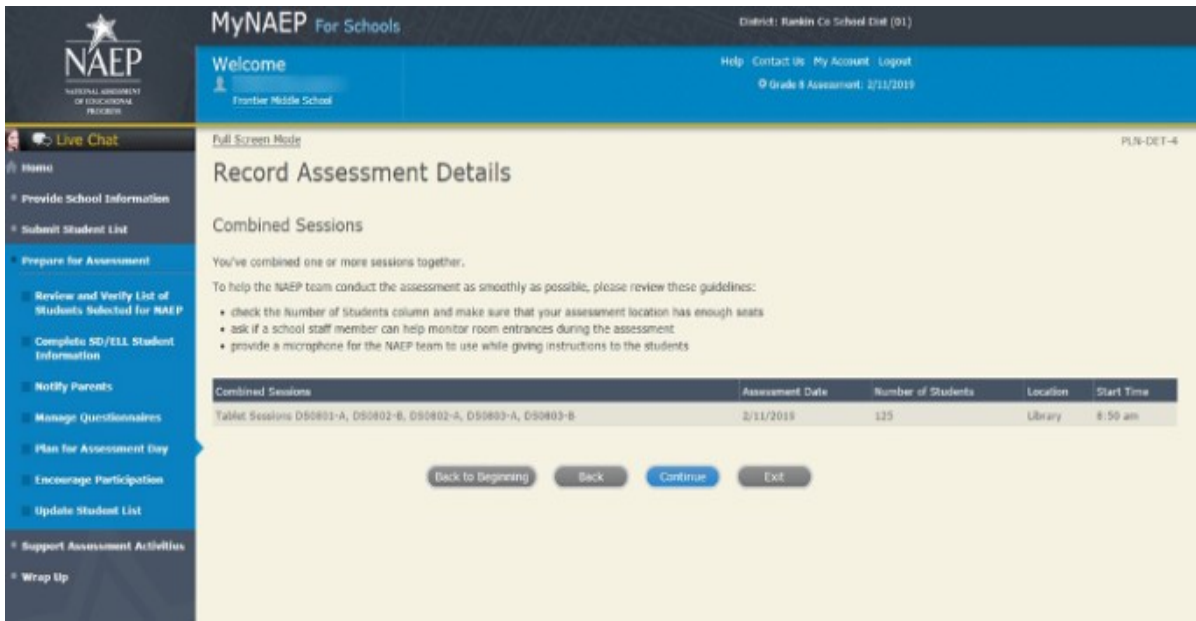 NAEP
NATIONAL ASSESSMENT
OF EDUCATIONAL
PROGRESS
MyNAEP For Schools
District: Rankin Co School Dist (01)
Welcome
Frontier Middle School
Help Contact Us My Account Logout
Grade 8 Assessment: 2/11/2019
Live Chat
Home
Provide School Information
Submit Student List
Prepare for Assessment
Review and Verify List of
Students Selected for NAEP
Complete SD/ELL Student
Information
Notify Parents
Manage Questionnaires
Plan for Assessment Day
Encourage Participation
Update Student List
Support Assessment Activities
Wrap Up
Full Screen Mode
PLN-DET-4
Record Assessment Details
Combined Sessions
You've combined one or more sessions together.
To help the NAEP team conduct the assessment as smoothly as possible, please review these guidelines:
• check the Number of Students column and make sure that your assessment location has enough seats
• ask if a school staff member can help monitor room entrances during the assessment
• provide a microphone for the NAEP team to use while giving instructions to the students
Combined Sessions Assessment Date Number of Students Location Start Time
Tablet Sessions DS0801-A, DS0802-B, DS0802-A, DS0803-A, DS0803-B 2/11/2019 125 Library 8:50 am
Back to Beginning Back Continue Exit